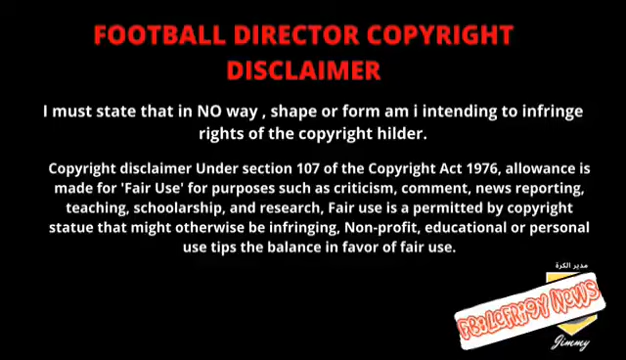 FOOTBALL DIRECTOR COPYRIGHT
DISCLAIMER
I must state that in NO way , shape or form am i intending to infringe
rights of the copyright hilder.
Copyright disclaimer Under section 107 of the Copyright Act 1976, allowance is
made for 'Fair Use' for purposes such as criticism, comment, news reporting,
teaching, schoolarship, and research, Fair use is a permitted by copyright
statue that might otherwise be infringing, Non-profit, educational or personal
use tips the balance in favor of fair use.
مدير الكرة
NEWS
Jimmy